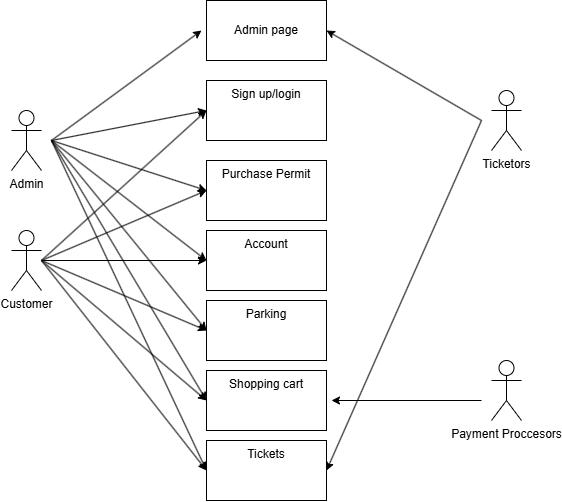 Admin page
Sign up/login
Admin
Ticketors
Purchase Permit
Customer
Account
Parking
Shopping cart
Payment Proccesors
Tickets